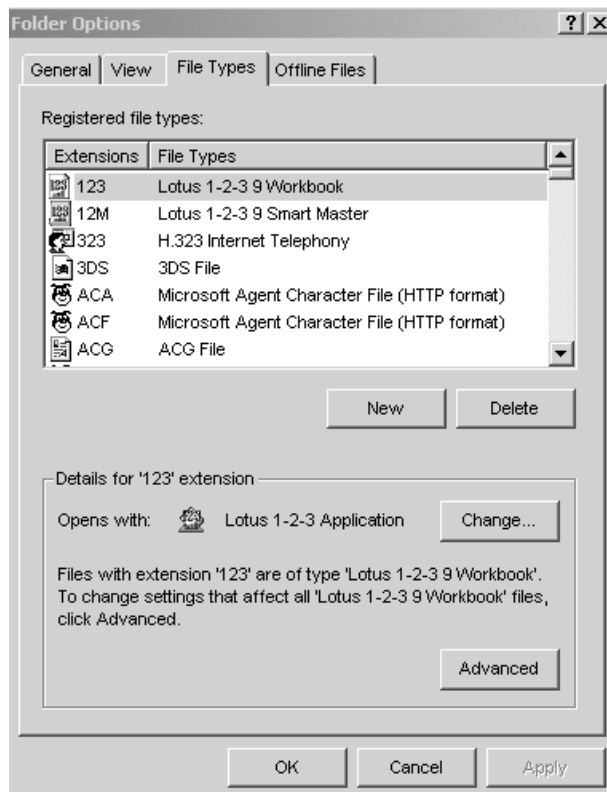 Folder Options
General View File Types Offline Files
Registered file types:
Extensions File Types
123 Lotus 1-2-3 9 Workbook
12M Lotus 1-2-3 9 Smart Master
323 H.323 Internet Telephony
3DS 3DS File
ACA Microsoft Agent Character File (HTTP format)
ACF Microsoft Agent Character File (HTTP format)
ACG ACG File
New Delete
Details for '123' extension
Opens with: Lotus 1-2-3 Application Change...
Files with extension '123' are of type 'Lotus 1-2-3 9 Workbook'.
To change settings that affect all 'Lotus 1-2-3 9 Workbook' files,
click Advanced.
Advanced
OK Cancel Apply